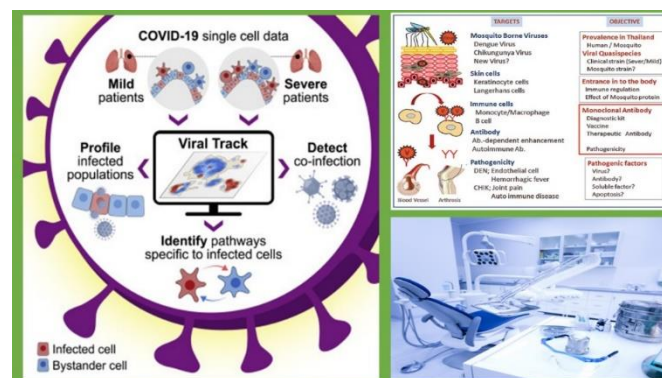 COVID-19 single cell data
Mild
patients
Severe
patients
Profile
infected
populations
Viral Track
Detect
co-infection
Identify pathways
specific to infected cells
Infected cell
Bystander cell
TARGETS
Mosquito Borne Viruses
Dengue Virus
Chikungunya Virus
New Virus?
Skin cells
Keratinocyte cells
Langerhans cells
Immune cells
Monocyte/Macrophage
B cell
Antibody
Ab.-dependent enhancement
Autoimmune Ab.
Pathogenicity
DEN; Endothelial cell
Hemorrhagic fever
CHIK; Joint pain
Auto immune disease
Blood Vessel
Arthrosis
OBJECTIVE
Prevalence in Thailand
Human / Mosquito
Viral Quasispecies
Clinical strain (Sever/Mild)
Mosquito strain?
Entrance in to the body
Immune regulation
Effect of Mosquito protein
Monoclonal Antibody
Diagnostic kit
Vaccine
Therapeutic Antibody
Pathogenicity
Pathogenic factors
Virus?
Antibody?
Soluble factor?
Apoptosis?